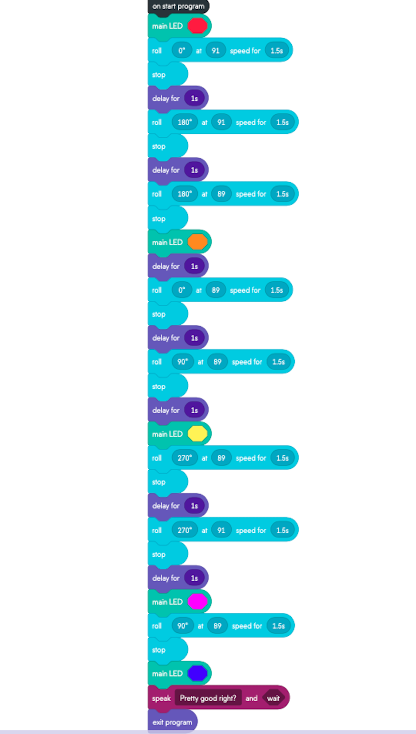 on start program
main LED
roll 0° at 91 speed for 1.5s
stop
delay for 1s
roll 180° at 91 speed for 1.5s
stop
delay for 1s
roll 180° at 89 speed for 1.5s
stop
main LED
delay for 1s
roll 0° at 89 speed for 1.5s
stop
delay for 1s
roll 90° at 89 speed for 1.5s
stop
delay for 1s
main LED
roll 270° at 89 speed for 1.5s
stop
delay for 1s
roll 270° at 91 speed for 1.5s
stop
delay for 1s
main LED
roll 90° at 89 speed for 1.5s
stop
main LED
speak Pretty good right? and wait
exit program